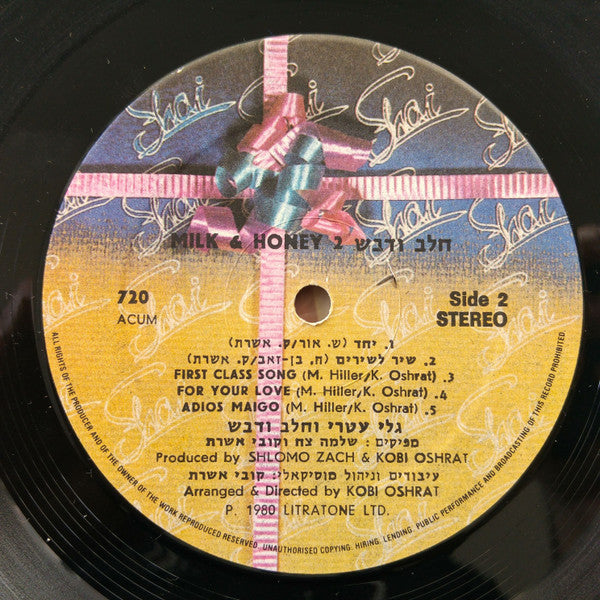 Shai
MILK & HONEY 2 חלב ודבש
720
ACUM
Side 2
STEREO
1. יחד (ש. אור/ק. אשרת)
2. שיר לשירים (ח. בן-זאב/ק. אשרת)
FIRST CLASS SONG (M. Hiller/K. Oshrat) .3
FOR YOUR LOVE (M. Hiller/K. Oshrat) .4
ADIOS MAIGO (M. Hiller/K. Oshrat) .5
גלי עטרי וחלב ודבש
מפיקים: שלמה צח וקובי אשרת
Produced by SHLOMO ZACH & KOBI OSHRAT
עיבודים וניהול מוסיקאלי: קובי אשרת
Arranged & Directed by KOBI OSHRAT
P. 1980 LITRATONE LTD.
ALL RIGHTS OF THE PRODUCER AND OF THE OWNER OF THE WORK REPRODUCED RESERVED. UNAUTHORISED COPYING, HIRING, LENDING, PUBLIC PERFORMANCE AND BROADCASTING OF THIS RECORD PROHIBITED.